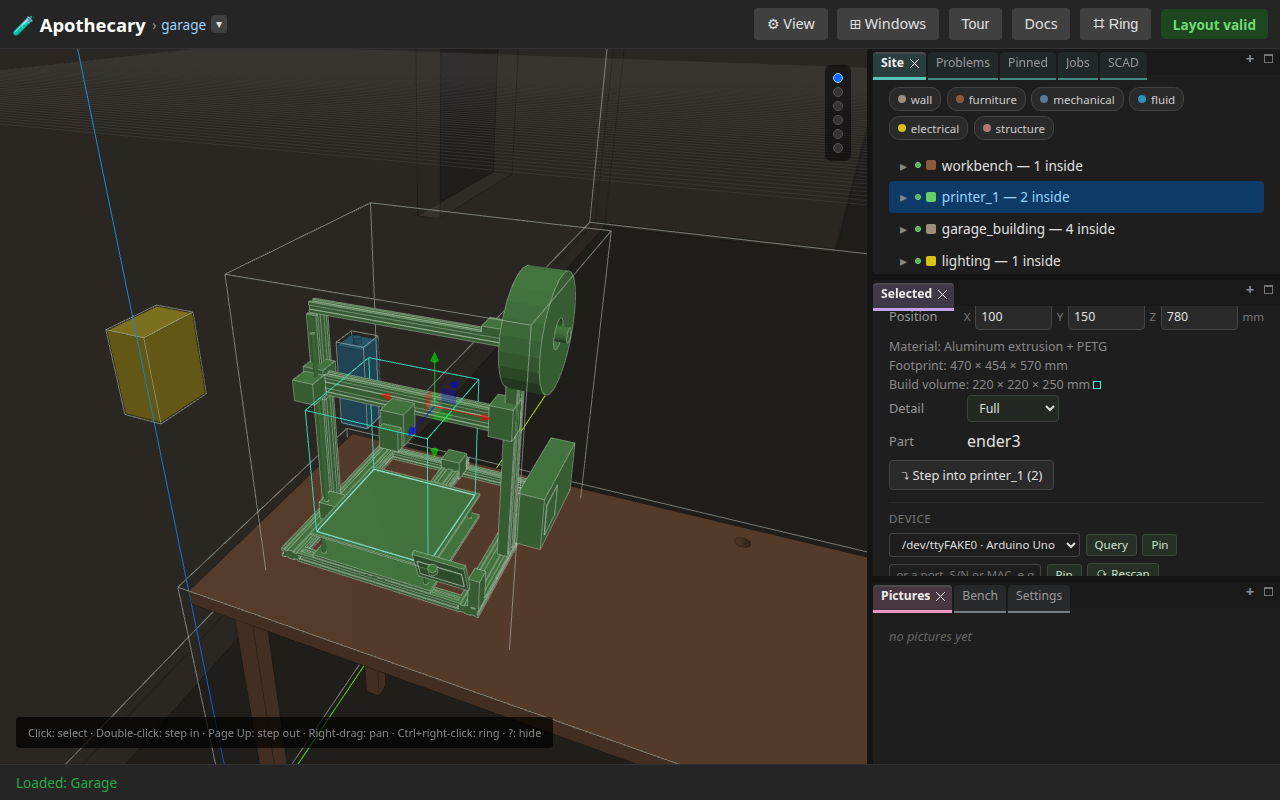 Apothecary › garage ▾
⚙ View
⊞ Windows
Tour
Docs
⌗ Ring
Layout valid
Site
Problems
Pinned
Jobs
SCAD
wall
furniture
mechanical
fluid
electrical
structure
workbench — 1 inside
printer_1 — 2 inside
garage_building — 4 inside
lighting — 1 inside
Selected
Position X 100 Y 150 Z 780 mm
Material: Aluminum extrusion + PETG
Footprint: 470 × 454 × 570 mm
Build volume: 220 × 220 × 250 mm
Detail Full
Part ender3
⤵ Step into printer_1 (2)
DEVICE
/dev/ttyFAKE0 · Arduino Uno
Query
Pin
or a port, S/N or MAC, e.g
Pin
Rescan
Pictures
Bench
Settings
no pictures yet
Click: select · Double-click: step in · Page Up: step out · Right-drag: pan · Ctrl+right-click: ring · ?: hide
Loaded: Garage